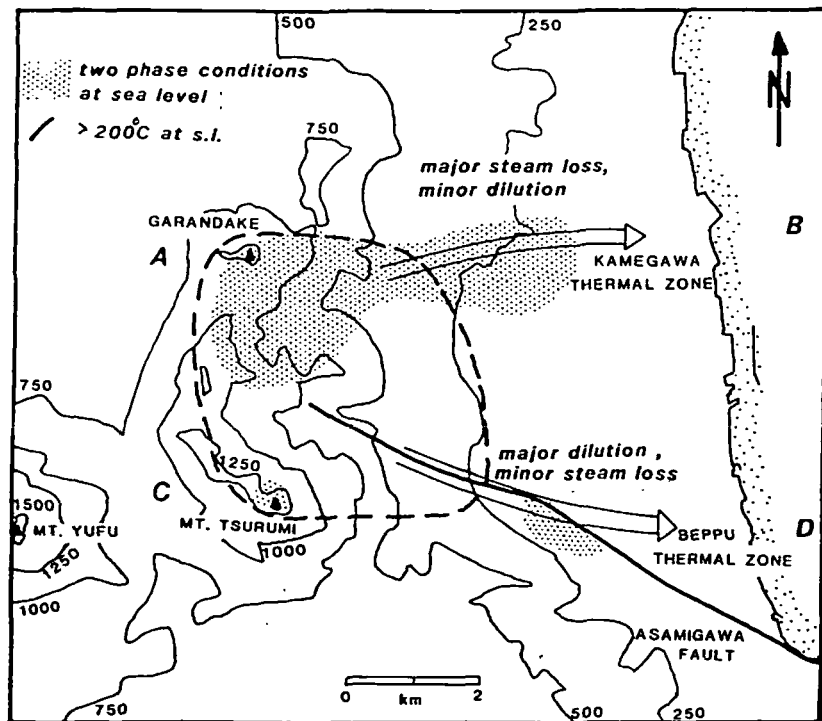 500
250
N
two phase conditions
at sea level :
> 200°C at s.l.
750
major steam loss,
minor dilution
GARANDAKE
A
B
KAMEGAWA
THERMAL ZONE
750
major dilution ,
minor steam loss
1250
C
1500
MT. YUFU
MT. TSURUMI
BEPPU
D
THERMAL ZONE
1250
1000
1000
ASAMIGAWA
FAULT
0
2
km
750
500
250